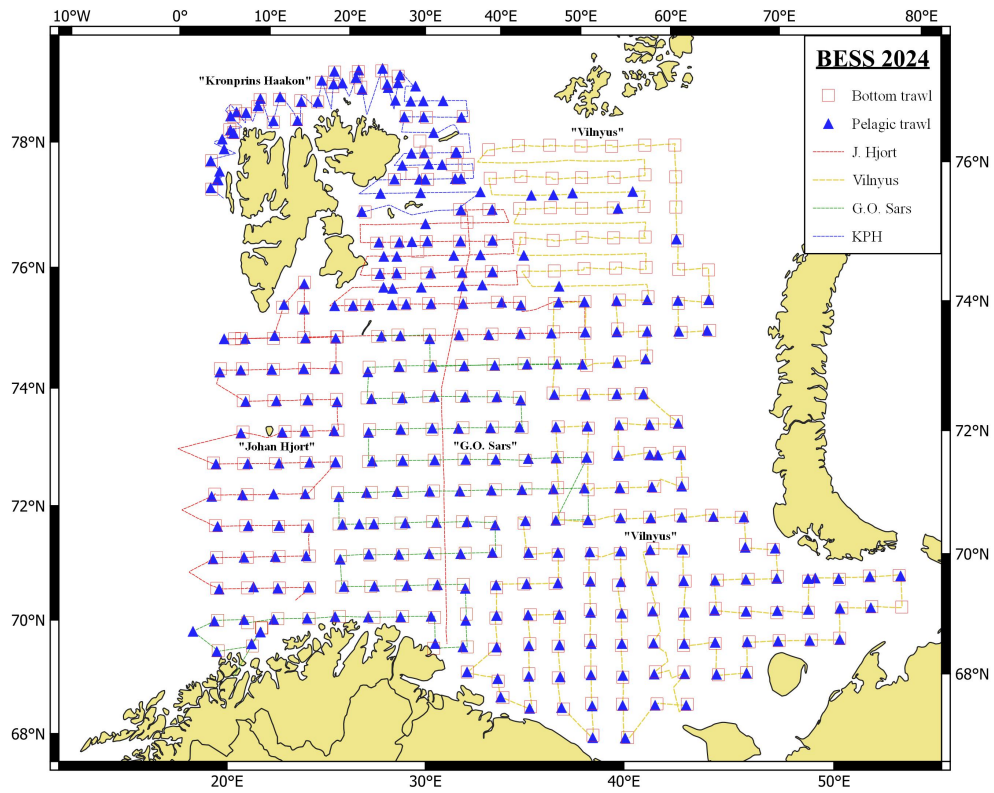 10°W 0° 10°E 20°E 30°E 40°E 50°E 60°E 70°E 80°E
BESS 2024
"Kronprins Haakon"
Bottom trawl
Pelagic trawl
"Vilnyus"
78°N
J. Hjort
76°N
Vilnyus
G.O. Sars
KPH
76°N
74°N
74°N
72°N
"Johan Hjort" "G.O. Sars"
72°N
"Vilnyus"
70°N
70°N
68°N
68°N
20°E 30°E 40°E 50°E